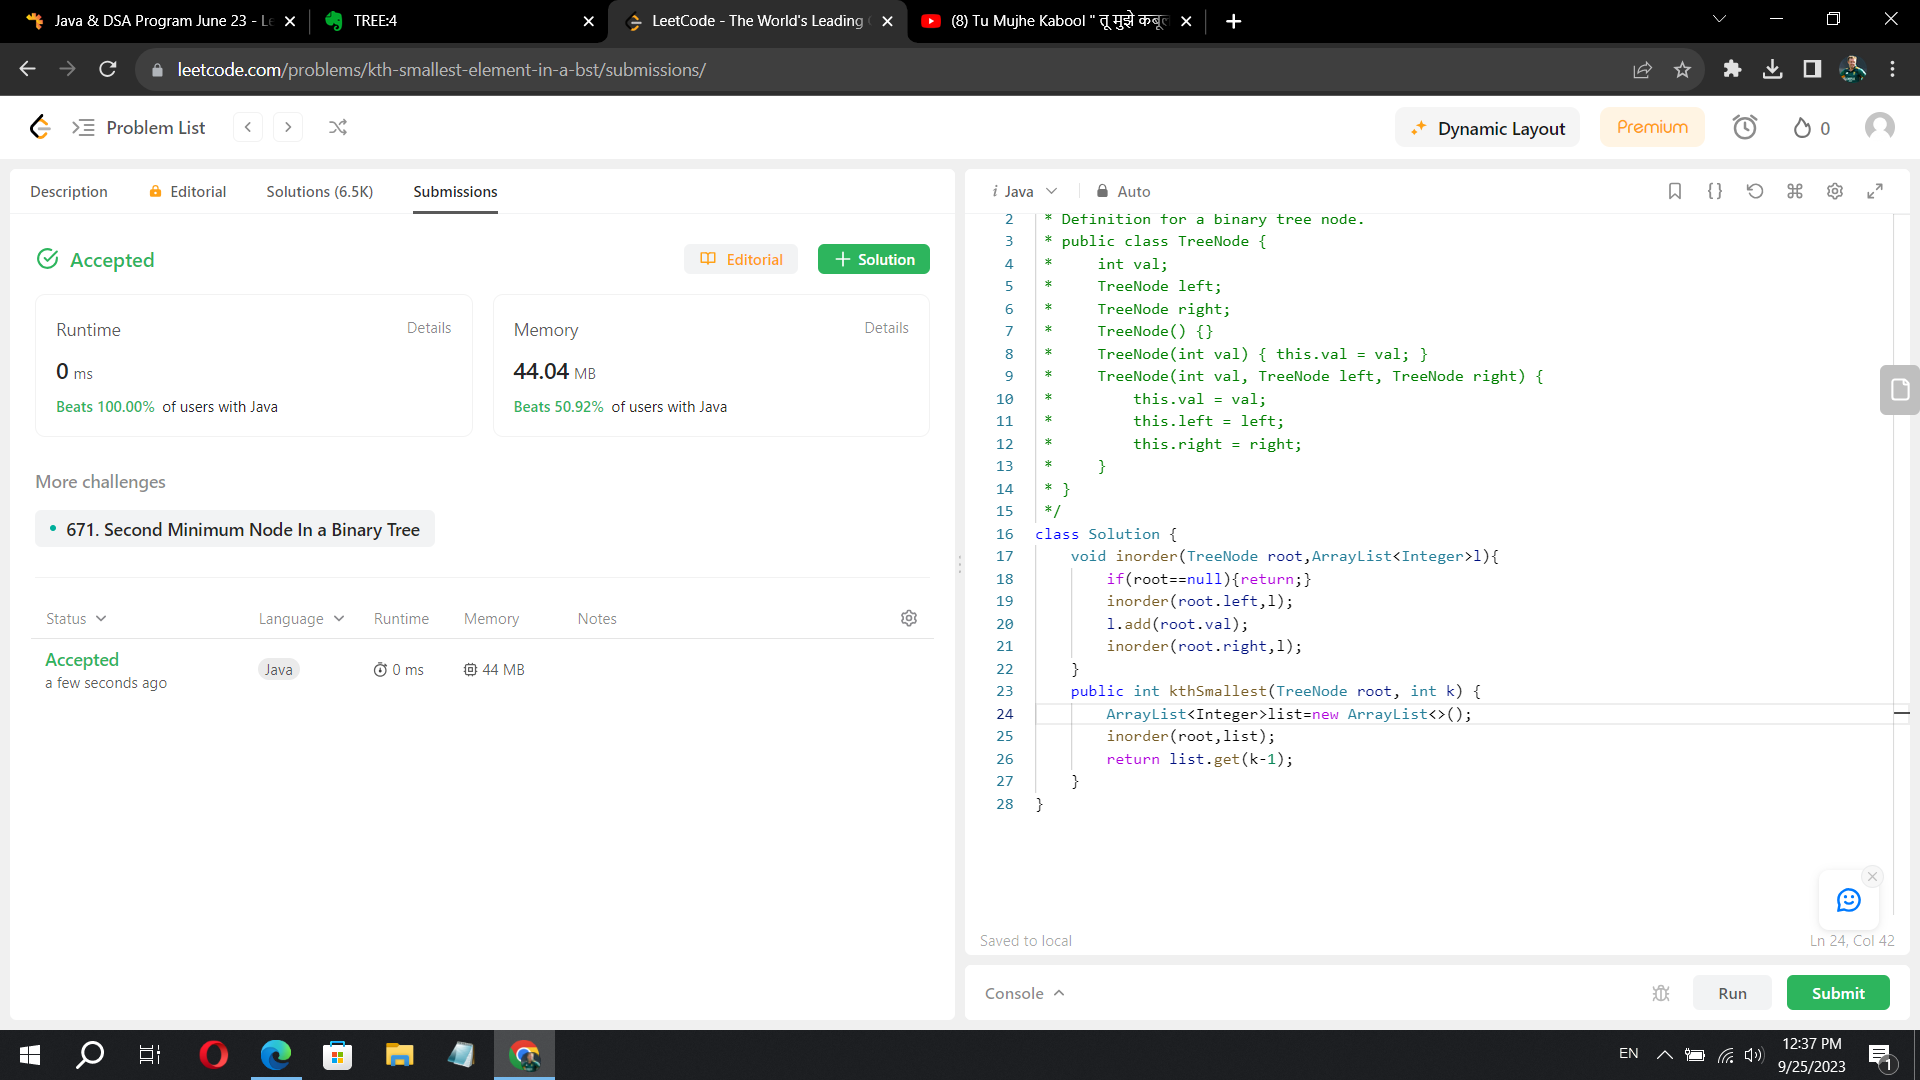 Java & DSA Program June 23 - Le
TREE:4
LeetCode - The World's Leading
(8) Tu Mujhe Kabool " तू मुझे कबूल
leetcode.com/problems/kth-smallest-element-in-a-bst/submissions/
Problem List
Dynamic Layout
Premium
0
Description
Editorial
Solutions (6.5K)
Submissions
Accepted
Editorial
+ Solution
Runtime
Details
0 ms
Beats 100.00% of users with Java
Memory
Details
44.04 MB
Beats 50.92% of users with Java
More challenges
• 671. Second Minimum Node In a Binary Tree
Status
Language
Runtime
Memory
Notes
Accepted
a few seconds ago
Java
0 ms
44 MB
i Java
Auto
2 * Definition for a binary tree node.
3 * public class TreeNode {
4 *     int val;
5 *     TreeNode left;
6 *     TreeNode right;
7 *     TreeNode() {}
8 *     TreeNode(int val) { this.val = val; }
9 *     TreeNode(int val, TreeNode left, TreeNode right) {
10 *         this.val = val;
11 *         this.left = left;
12 *         this.right = right;
13 *     }
14 * }
15 */
16 class Solution {
17     void inorder(TreeNode root,ArrayList<Integer>l){
18         if(root==null){return;}
19         inorder(root.left,l);
20         l.add(root.val);
21         inorder(root.right,l);
22     }
23     public int kthSmallest(TreeNode root, int k) {
24         ArrayList<Integer>list=new ArrayList<>();
25         inorder(root,list);
26         return list.get(k-1);
27     }
28 }
Saved to local
Ln 24, Col 42
Console
Run
Submit
EN
12:37 PM
9/25/2023
1